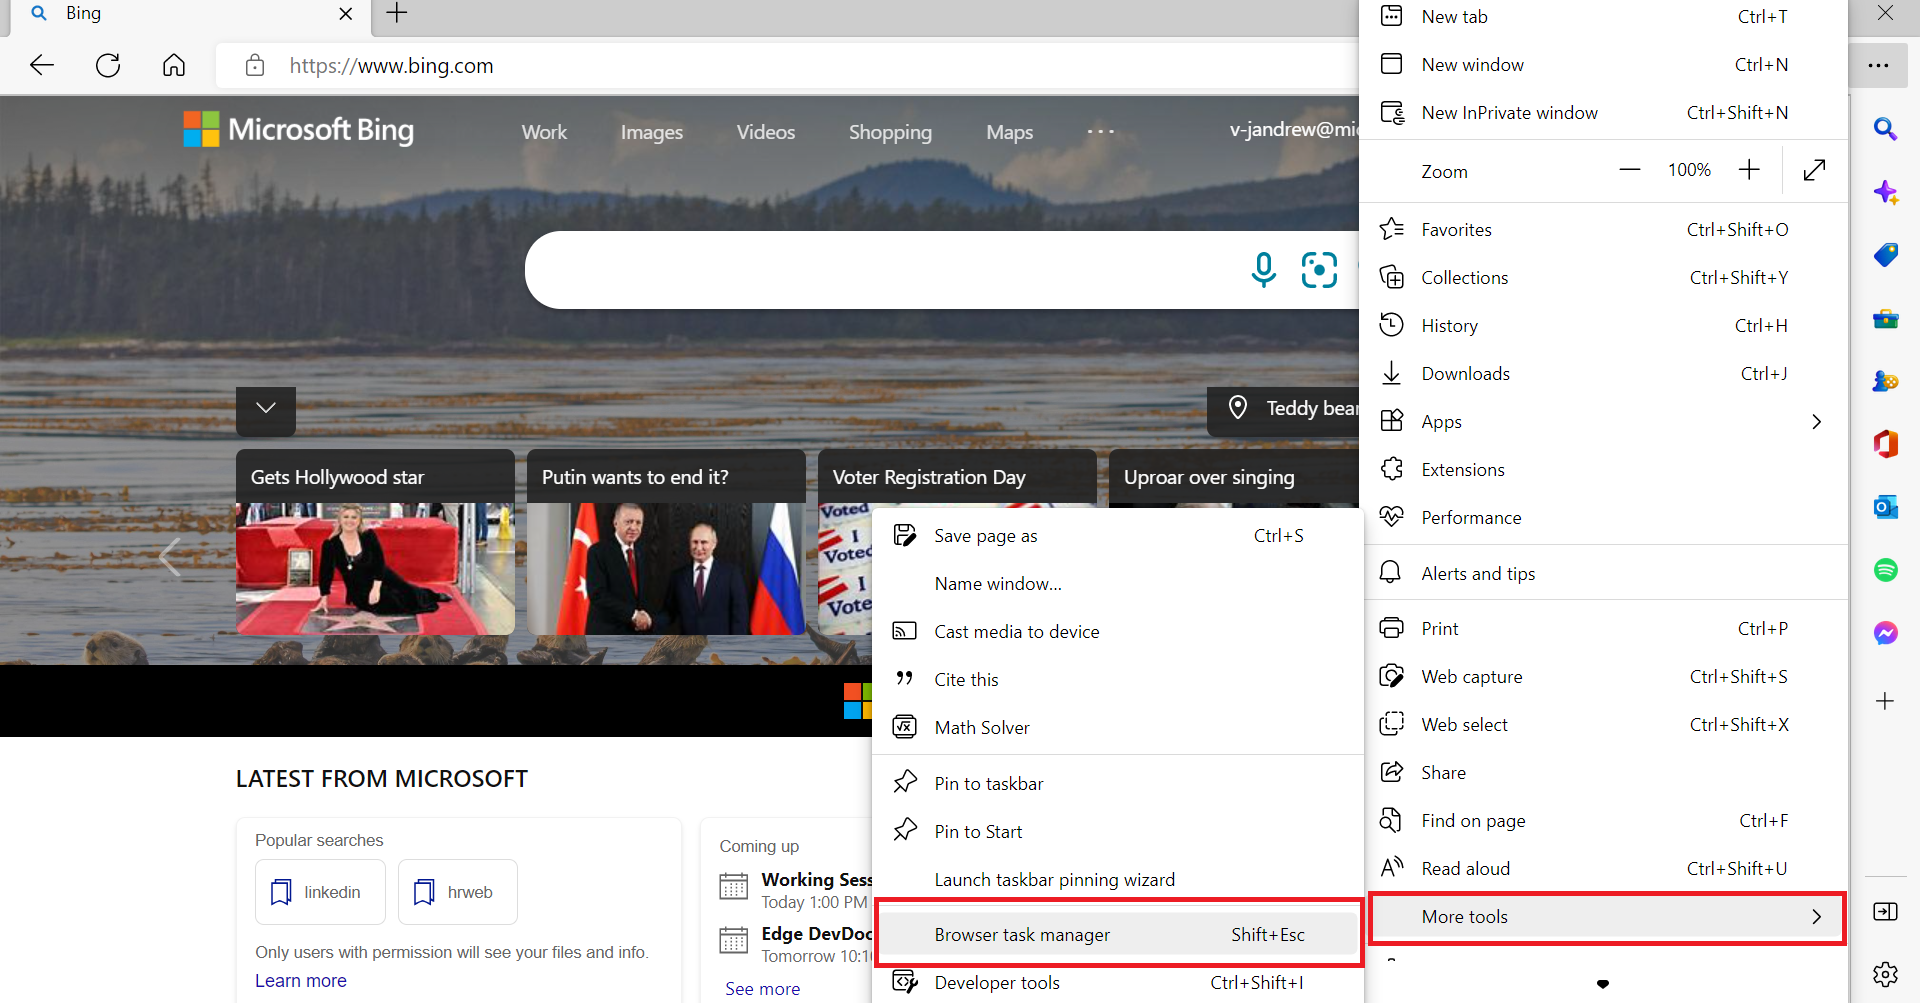 Bing
https://www.bing.com
Microsoft Bing
Work
Images
Videos
Shopping
Maps
v-jandrew@mic
Teddy bear
Gets Hollywood star
Putin wants to end it?
Voter Registration Day
Uproar over singing
Voted
I
Voted
I
Vote
LATEST FROM MICROSOFT
Popular searches
linkedin
hrweb
Only users with permission will see your files and info.
Learn more
Coming up
Working Sess
Today 1:00 PM
Edge DevDoc
Tomorrow 10:10
See more
Save page as Ctrl+S
Name window...
Cast media to device
Cite this
Math Solver
Pin to taskbar
Pin to Start
Launch taskbar pinning wizard
Browser task manager Shift+Esc
Developer tools Ctrl+Shift+I
New tab Ctrl+T
New window Ctrl+N
New InPrivate window Ctrl+Shift+N
Zoom 100%
Favorites Ctrl+Shift+O
Collections Ctrl+Shift+Y
History Ctrl+H
Downloads Ctrl+J
Apps
Extensions
Performance
Alerts and tips
Print Ctrl+P
Web capture Ctrl+Shift+S
Web select Ctrl+Shift+X
Share
Find on page Ctrl+F
Read aloud Ctrl+Shift+U
More tools